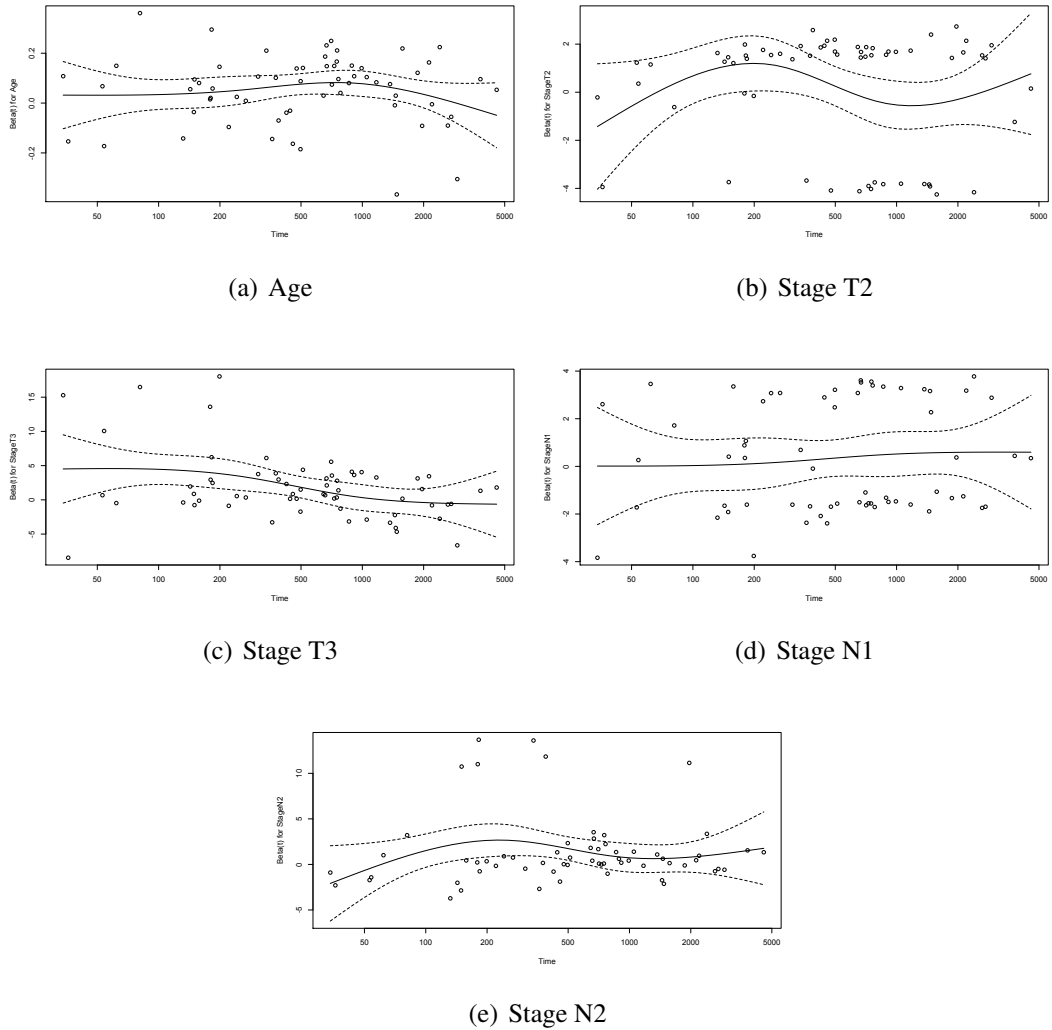 Beta(t) for Age
0.2
0.0
-0.2
50 100 200 500 1000 2000 5000
Time
(a) Age
Beta(t) for StageT2
2
0
-2
-4
50 100 200 500 1000 2000 5000
Time
(b) Stage T2
Beta(t) for StageT3
15
10
5
0
-5
50 100 200 500 1000 2000 5000
Time
(c) Stage T3
Beta(t) for StageN1
4
2
0
-2
-4
50 100 200 500 1000 2000 5000
Time
(d) Stage N1
Beta(t) for StageN2
10
5
0
-5
50 100 200 500 1000 2000 5000
Time
(e) Stage N2